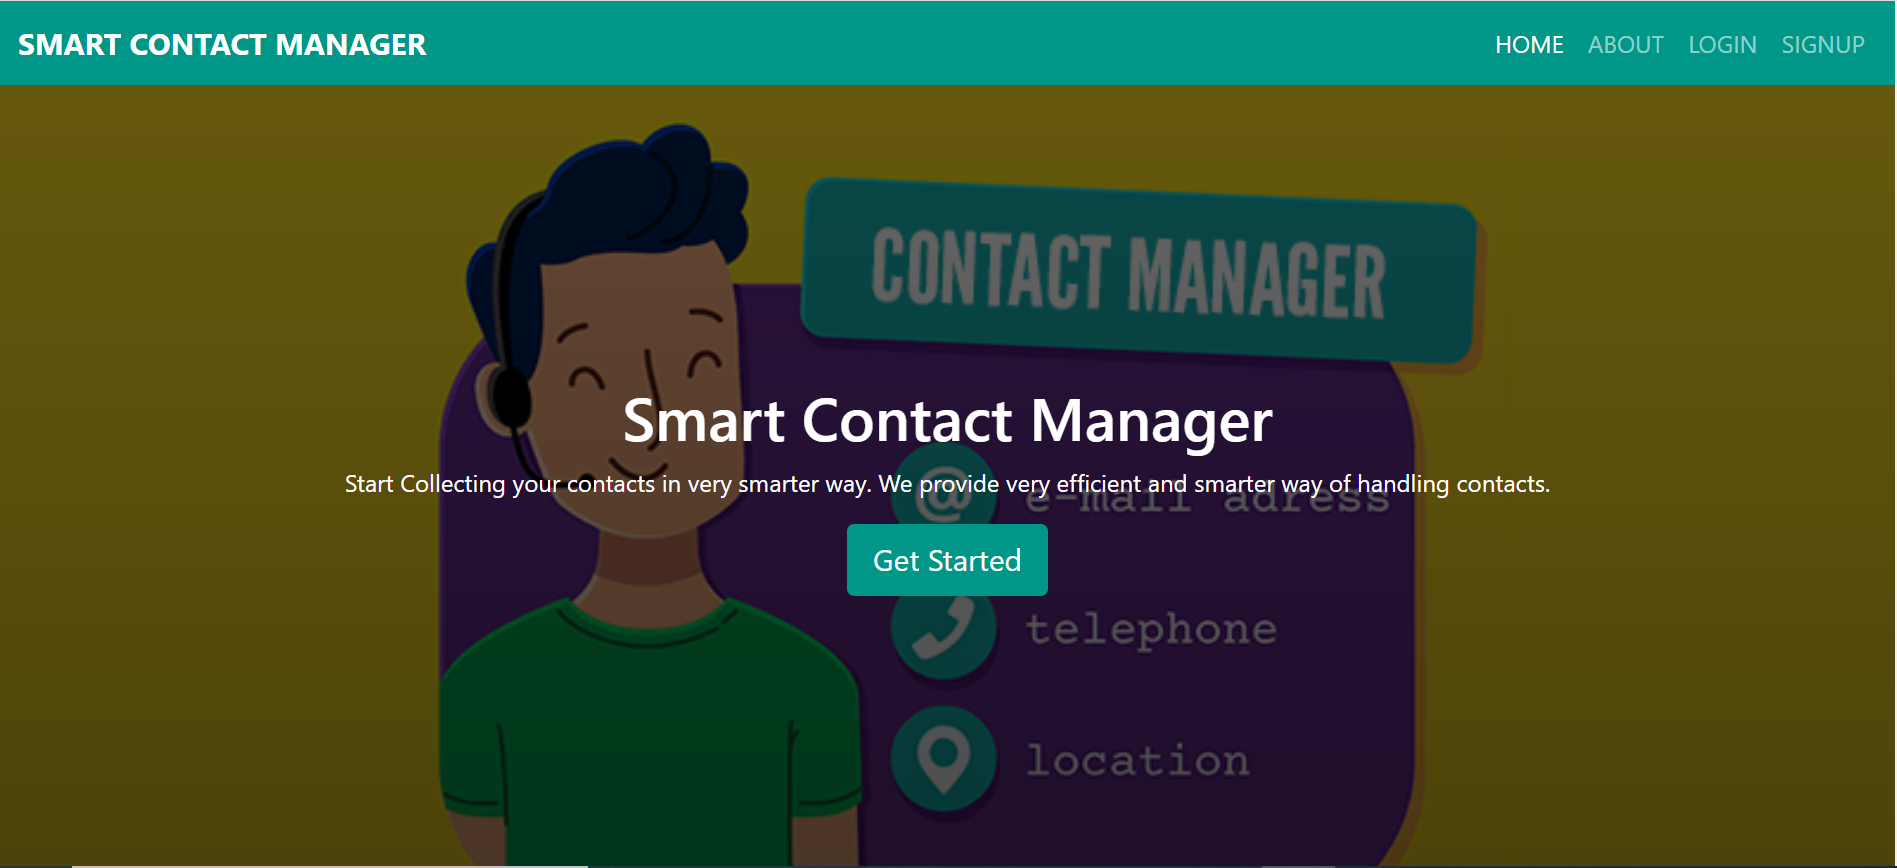 SMART CONTACT MANAGER
HOME ABOUT LOGIN SIGNUP
CONTACT MANAGER
Smart Contact Manager
Start Collecting your contacts in very smarter way. We provide very efficient and smarter way of handling contacts.
@ e-mail adress
Get Started
telephone
location